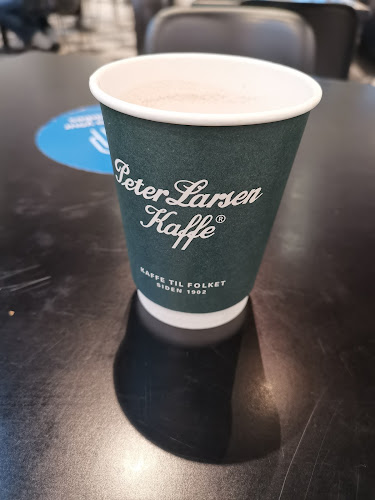 Peter Larsen
Kaffe®
KAFFE TIL FOLKET
SIDEN 1902